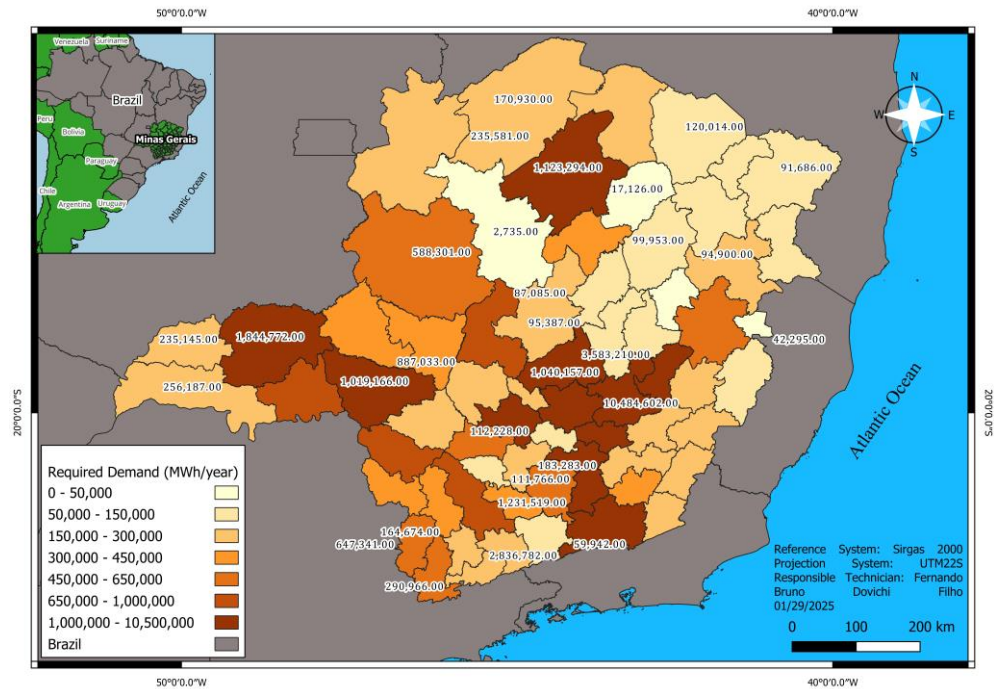 50°0'0.0"W
40°0'0.0"W
Venezuela
Suriname
Peru
Brazil
Bolivia
Minas Gerais
Paraguay
Chile
Argentina
Uruguay
Atlantic Ocean
N
W
E
S
170,930.00
235,581.00
120,014.00
1,123,294.00
91,686.00
17,126.00
2,735.00
99,953.00
588,301.00
94,900.00
87,085.00
95,387.00
235,145.00
1,844,772.00
42,295.00
887,033.00
3,583,210.00
1,040,157.00
1,019,166.00
256,187.00
10,484,602.00
20°0'0.0"S
20°0'0.0"S
112,228.00
183,283.00
111,766.00
1,231,519.00
164,674.00
647,341.00
59,942.00
2,836,782.00
290,966.00
Atlantic Ocean
Required Demand (MWh/year)
0 - 50,000
50,000 - 150,000
150,000 - 300,000
300,000 - 450,000
450,000 - 650,000
650,000 - 1,000,000
1,000,000 - 10,500,000
Brazil
Reference System: Sirgas 2000
Projection System: UTM22S
Responsible Technician: Fernando
Bruno Dovichi Filho
01/29/2025
0 100 200 km
50°0'0.0"W
40°0'0.0"W